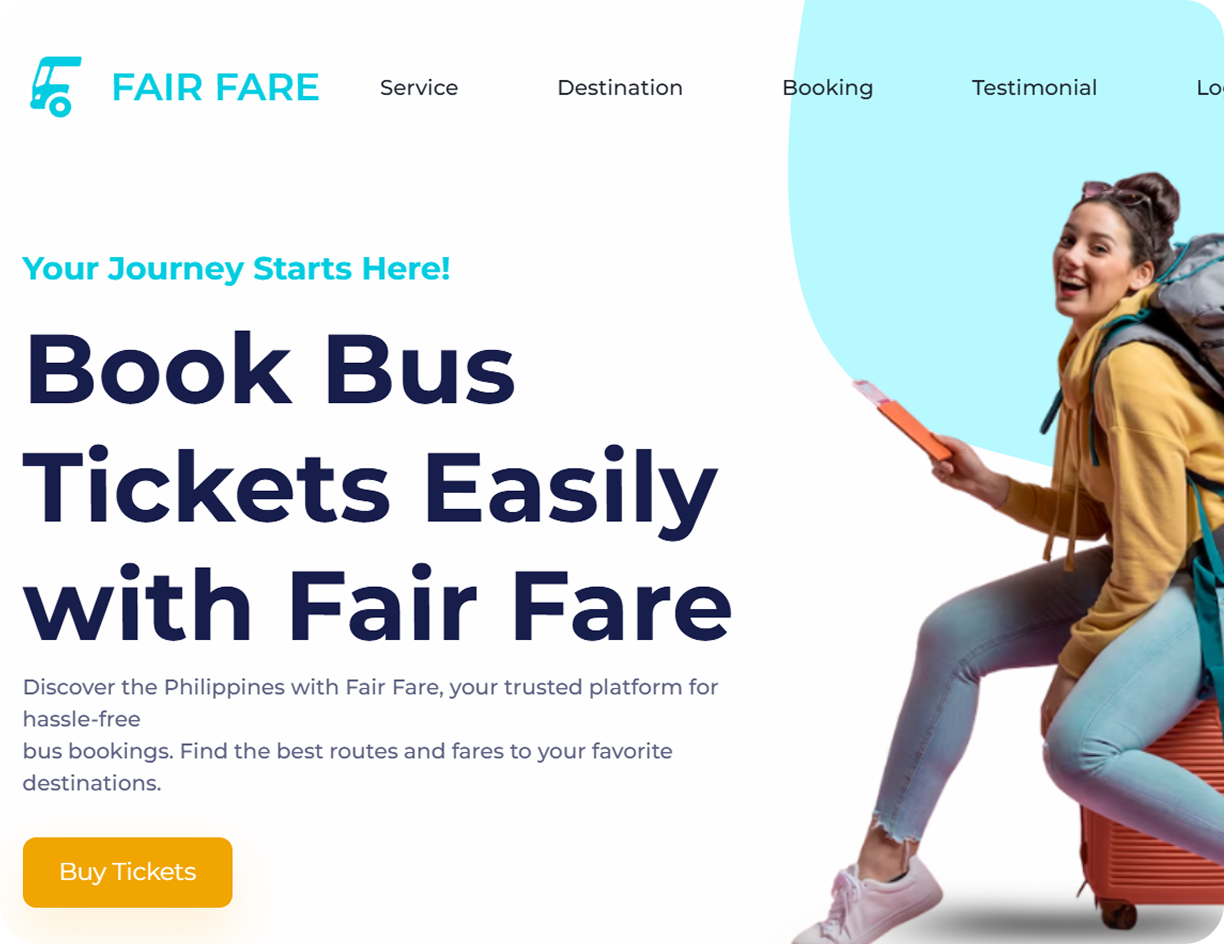 FAIR FARE
Service
Destination
Booking
Testimonial
Your Journey Starts Here!
Book Bus
Tickets Easily
with Fair Fare
Discover the Philippines with Fair Fare, your trusted platform for
hassle-free
bus bookings. Find the best routes and fares to your favorite
destinations.
Buy Tickets